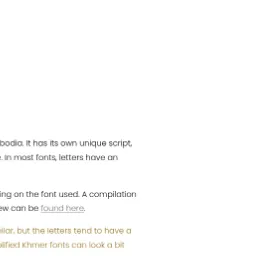 bodia. It has its own unique script,
. In most fonts, letters have an
ing on the font used. A compilation
ew can be found here.
ilar, but the letters tend to have a
lified Khmer fonts can look a bit